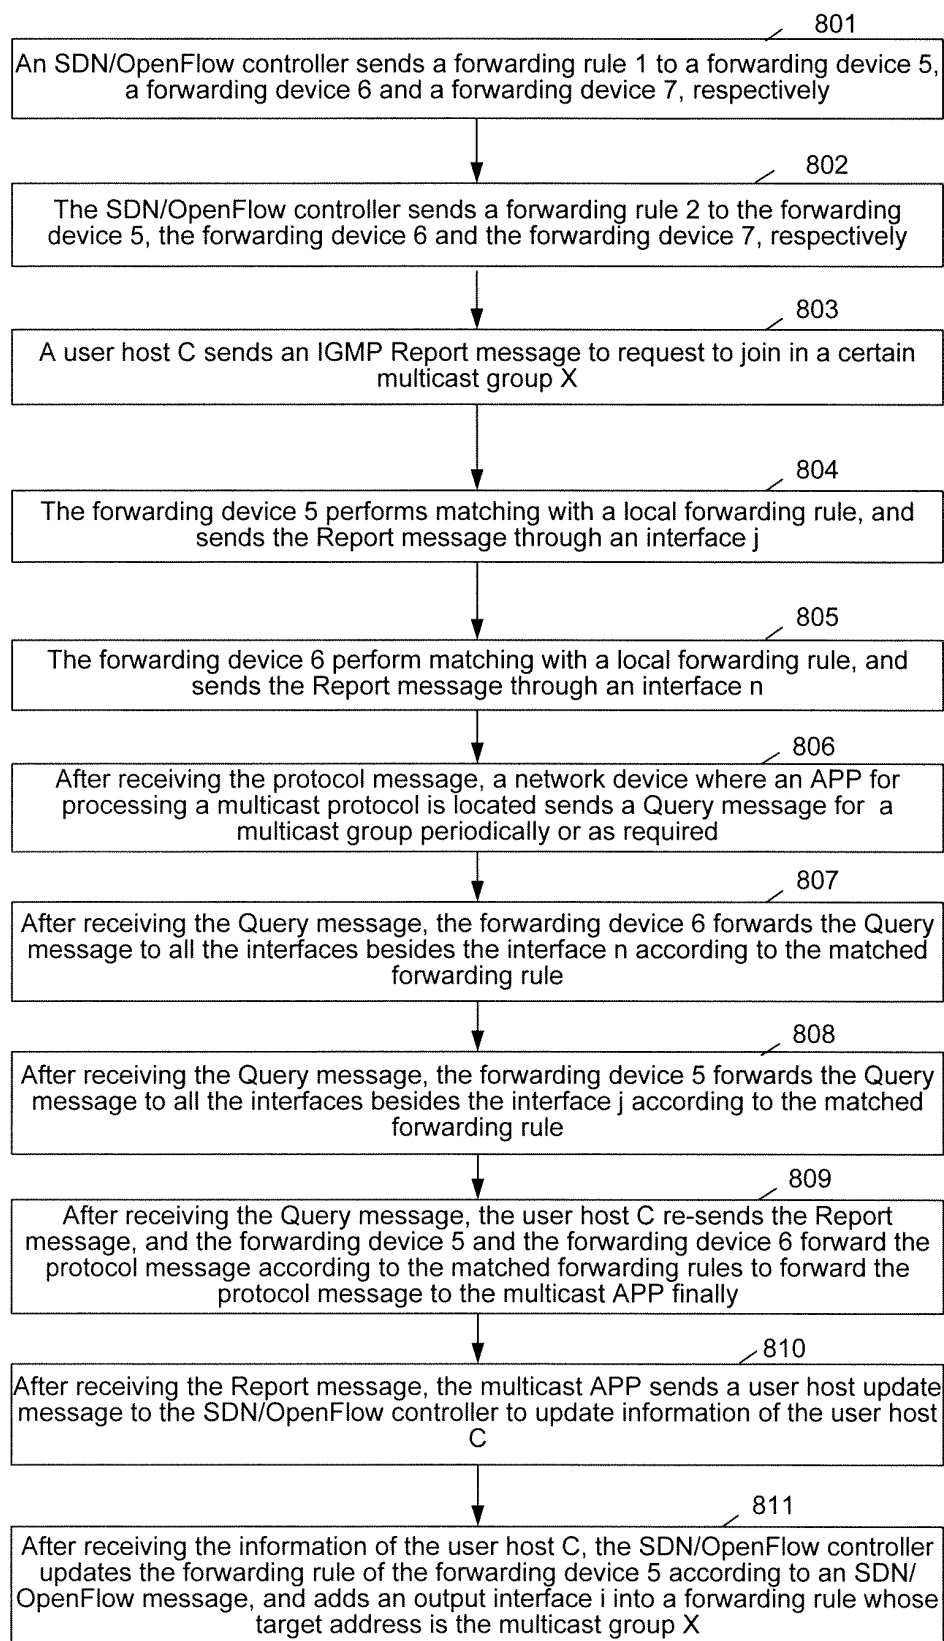 801
An SDN/OpenFlow controller sends a forwarding rule 1 to a forwarding device 5,
a forwarding device 6 and a forwarding device 7, respectively
802
The SDN/OpenFlow controller sends a forwarding rule 2 to the forwarding
device 5, the forwarding device 6 and the forwarding device 7, respectively
803
A user host C sends an IGMP Report message to request to join in a certain
multicast group X
804
The forwarding device 5 performs matching with a local forwarding rule, and
sends the Report message through an interface j
805
The forwarding device 6 perform matching with a local forwarding rule, and
sends the Report message through an interface n
806
After receiving the protocol message, a network device where an APP for
processing a multicast protocol is located sends a Query message for a
multicast group periodically or as required
807
After receiving the Query message, the forwarding device 6 forwards the Query
message to all the interfaces besides the interface n according to the matched
forwarding rule
808
After receiving the Query message, the forwarding device 5 forwards the Query
message to all the interfaces besides the interface j according to the matched
forwarding rule
809
After receiving the Query message, the user host C re-sends the Report
message, and the forwarding device 5 and the forwarding device 6 forward the
protocol message according to the matched forwarding rules to forward the
protocol message to the multicast APP finally
810
After receiving the Report message, the multicast APP sends a user host update
message to the SDN/OpenFlow controller to update information of the user host
C
811
After receiving the information of the user host C, the SDN/OpenFlow controller
updates the forwarding rule of the forwarding device 5 according to an SDN/
OpenFlow message, and adds an output interface i into a forwarding rule whose
target address is the multicast group X